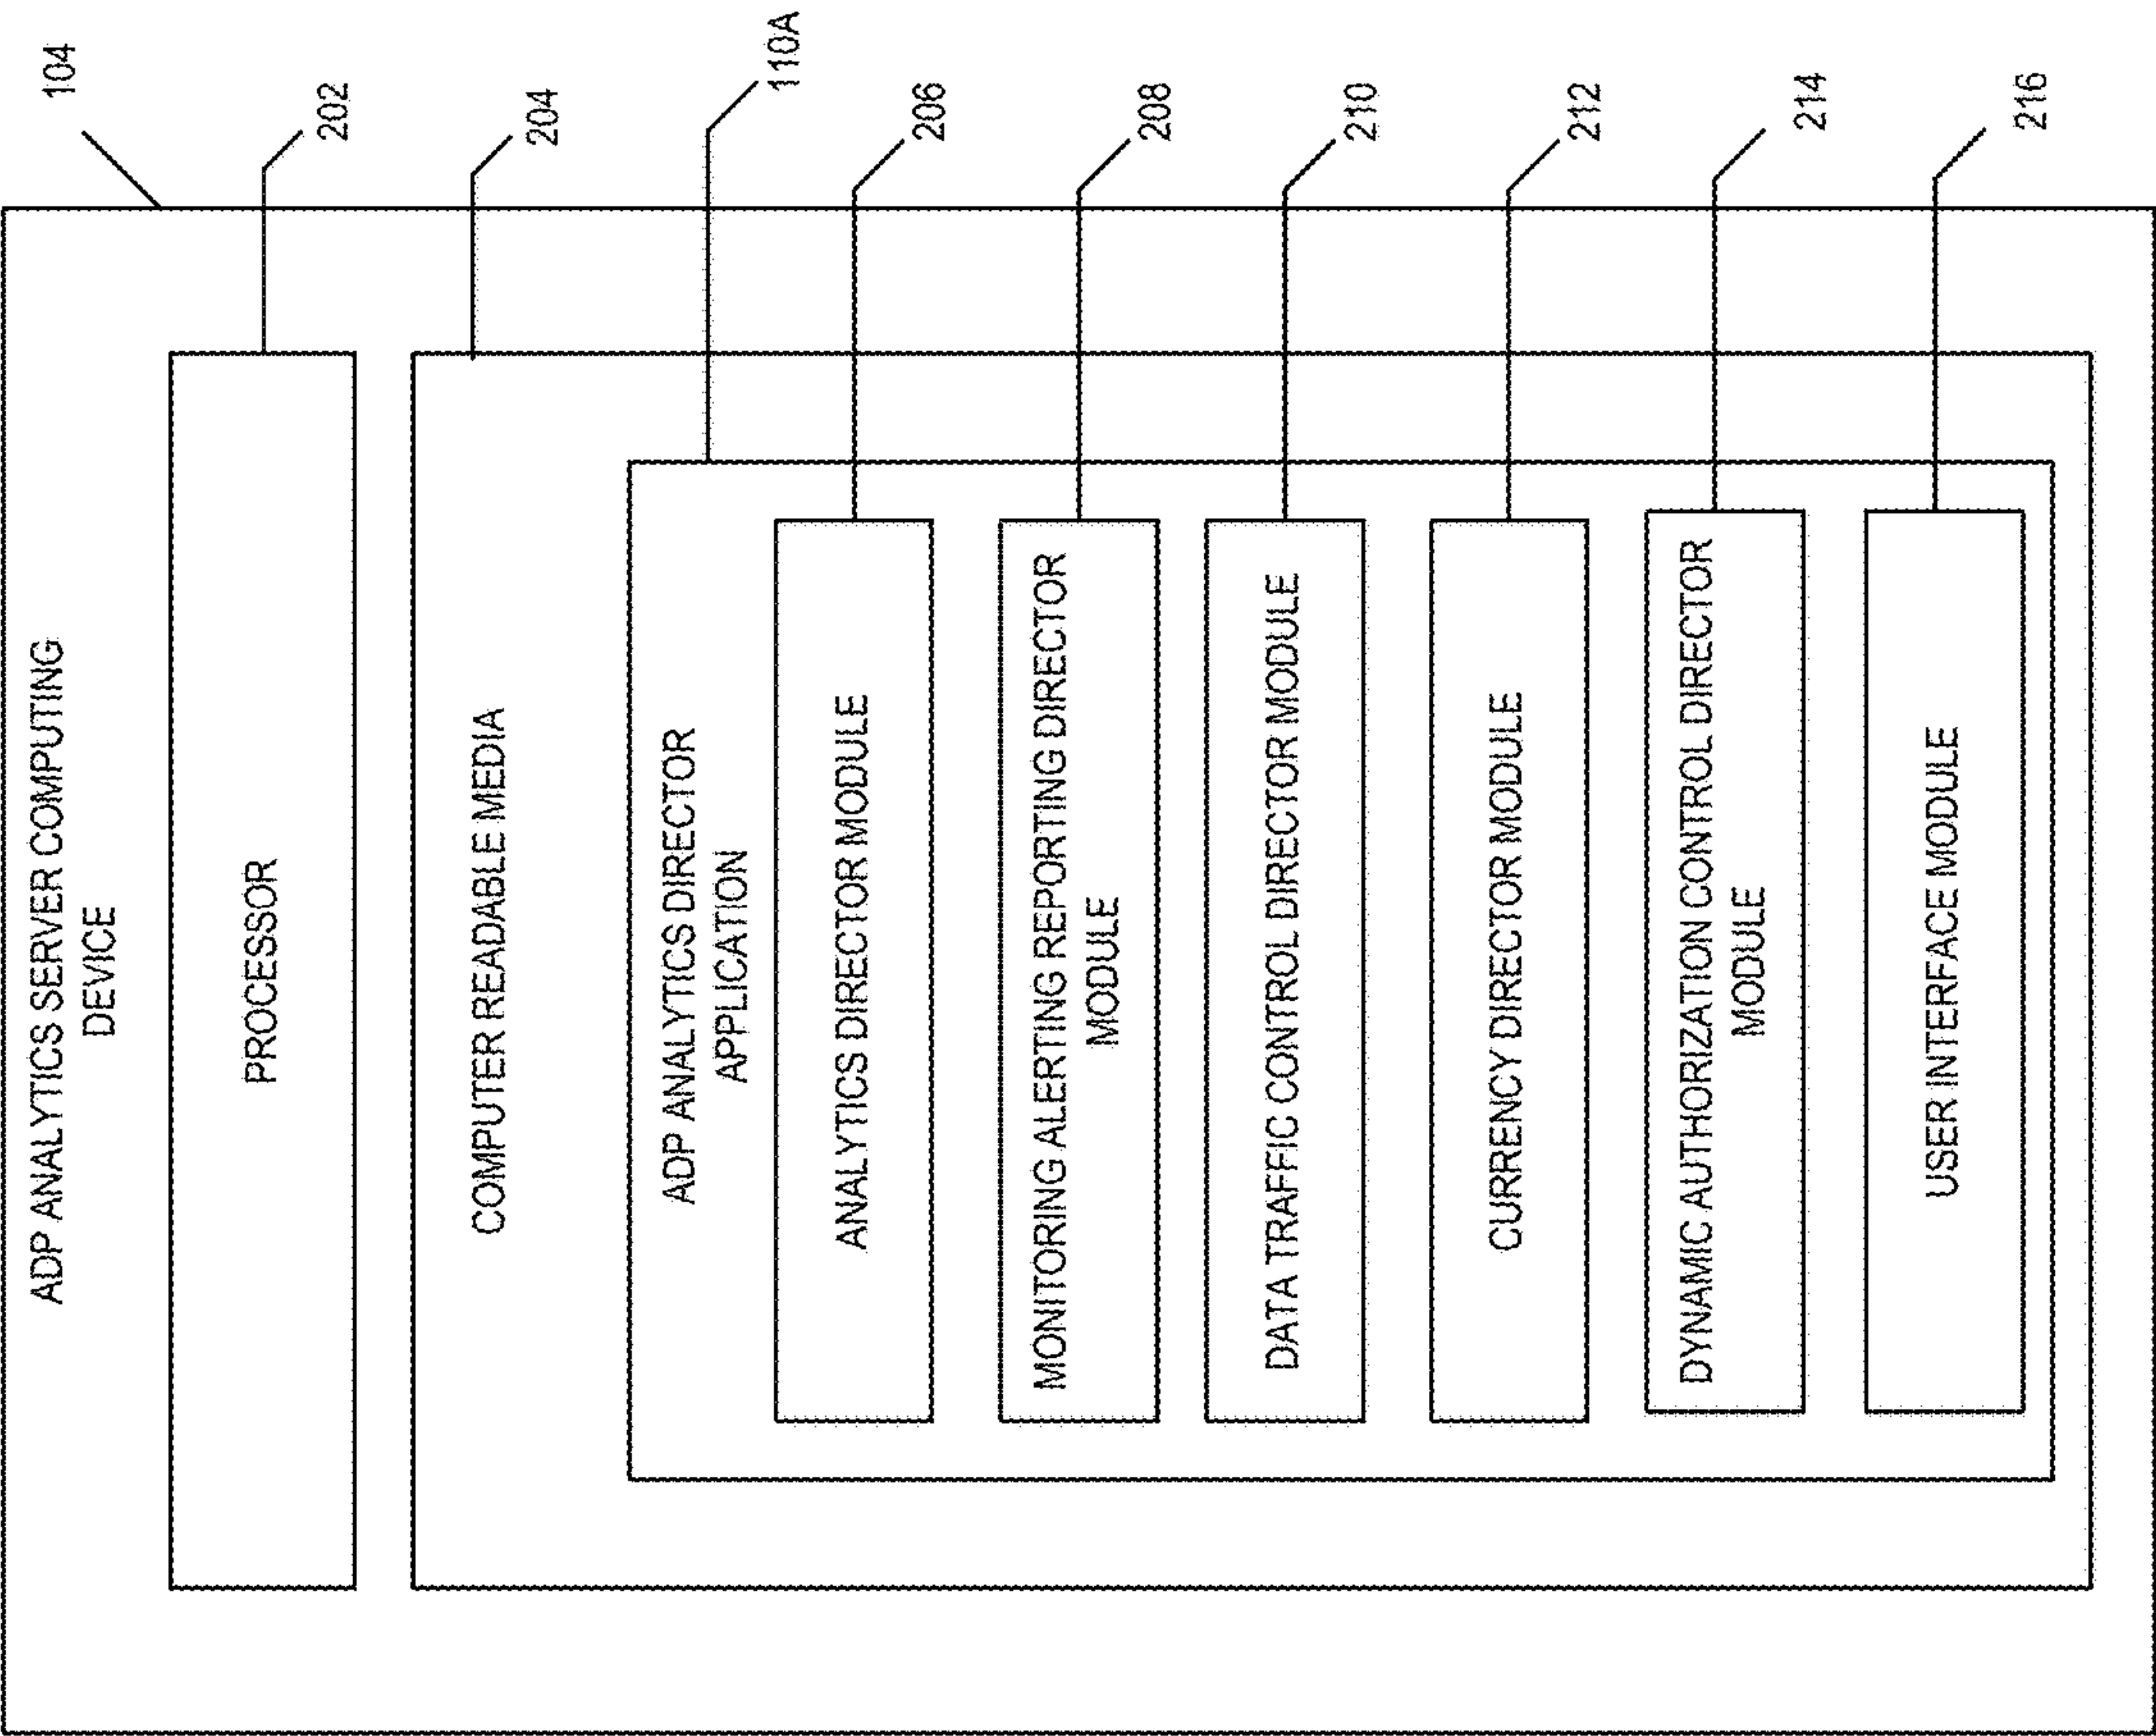 ADP ANALYTICS SERVER COMPUTING
DEVICE
104
PROCESSOR
202
COMPUTER READABLE MEDIA
204
ADP ANALYTICS DIRECTOR
APPLICATION
110A
ANALYTICS DIRECTOR MODULE
206
MONITORING ALERTING REPORTING DIRECTOR
MODULE
208
DATA TRAFFIC CONTROL DIRECTOR MODULE
210
CURRENCY DIRECTOR MODULE
212
DYNAMIC AUTHORIZATION CONTROL DIRECTOR
MODULE
214
USER INTERFACE MODULE
216